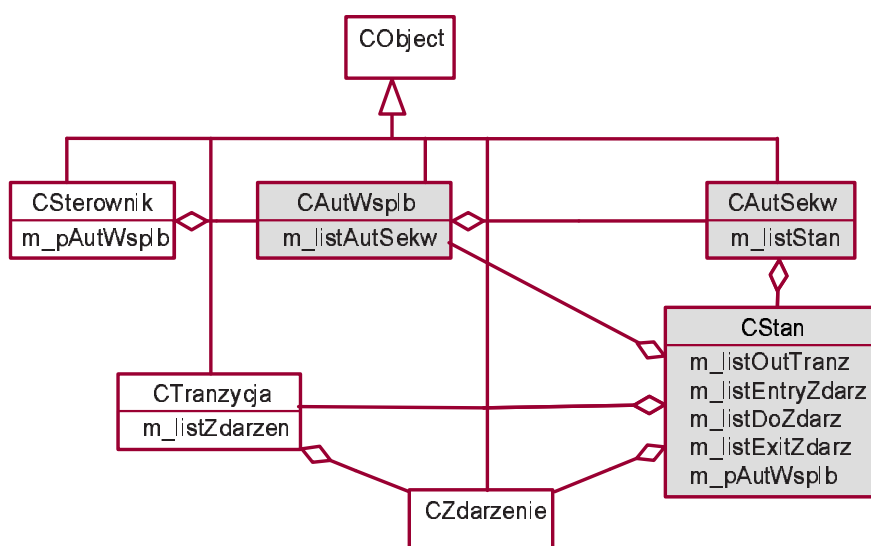 CObject
CSterownik
m_pAutWsplb
CAutWsplb
m_listAutSekw
CAutSekw
m_listStan
CStan
m_listOutTranz
m_listEntryZdarz
m_listDoZdarz
m_listExitZdarz
m_pAutWsplb
CTranzycja
m_listZdarzen
CZdarzenie